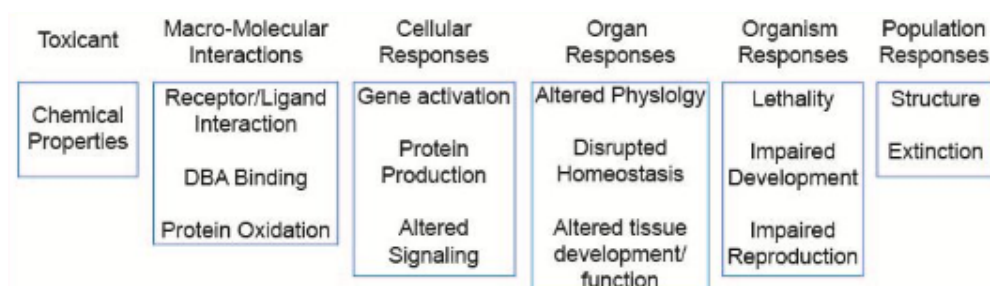 Toxicant
Macro-Molecular
Interactions
Cellular
Responses
Organ
Responses
Organism
Responses
Population
Responses
Chemical
Properties
Receptor/Ligand
Interaction
DBA Binding
Protein Oxidation
Gene activation
Protein
Production
Altered
Signaling
Altered Physlolgy
Disrupted
Homeostasis
Altered tissue
development/
function
Lethality
Impaired
Development
Impaired
Reproduction
Structure
Extinction